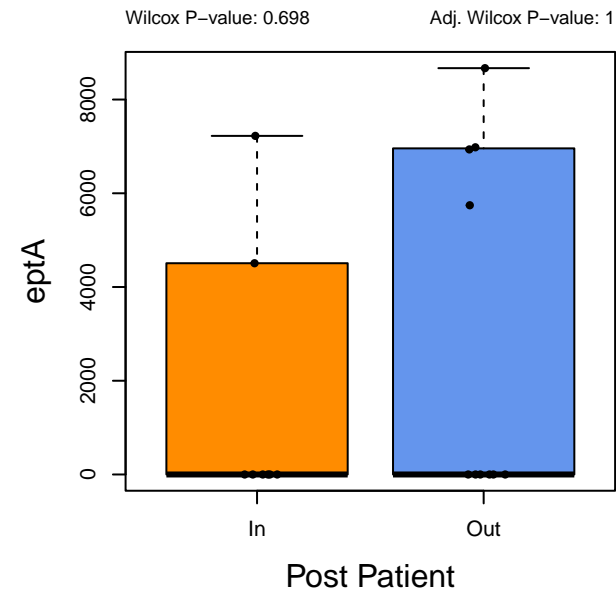 Wilcox P−value: 0.698 Adj. Wilcox P−value: 1
8000
6000
4000
2000
0
eptA
In Out
Post Patient